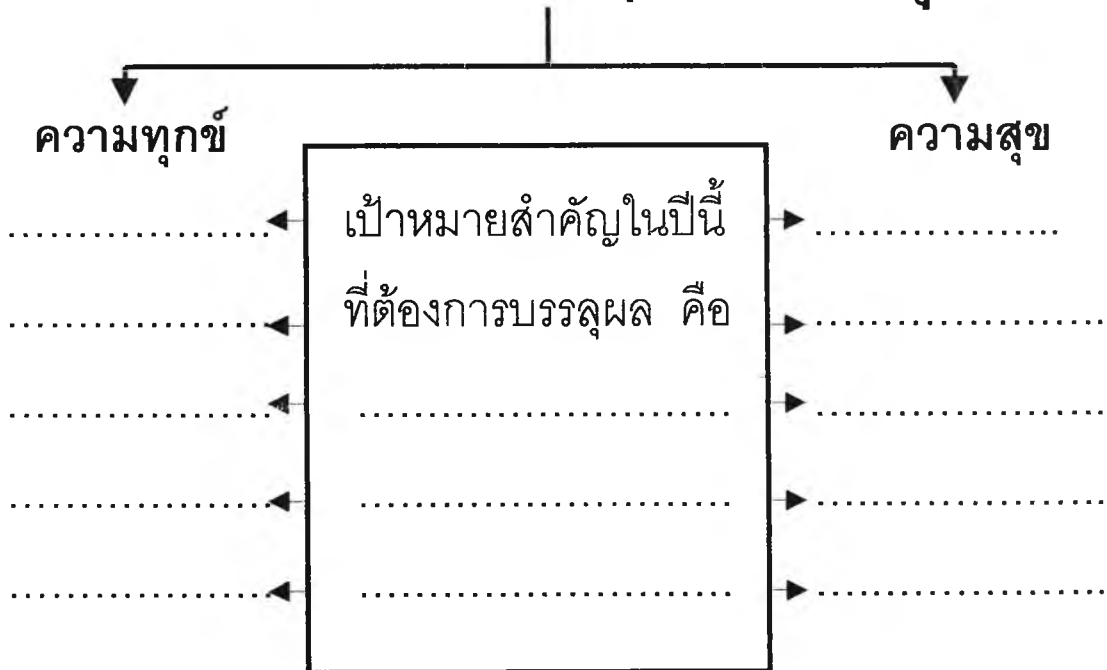 ความทุกข์
ความสุข
เป้าหมายสำคัญในปีนี้
ที่ต้องการบรรลุผล คือ